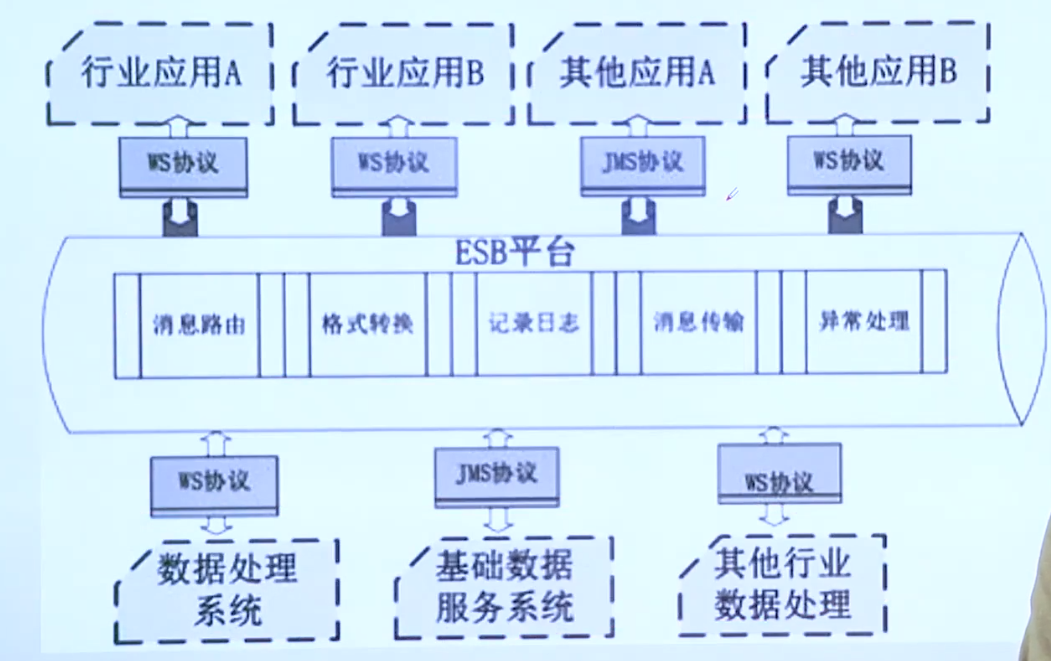 行业应用A
行业应用B
其他应用A
其他应用B
WS协议
WS协议
JMS协议
WS协议
ESB平台
消息路由
格式转换
记录日志
消息传输
异常处理
WS协议
JMS协议
WS协议
数据处理
系统
基础数据
服务系统
其他行业
数据处理